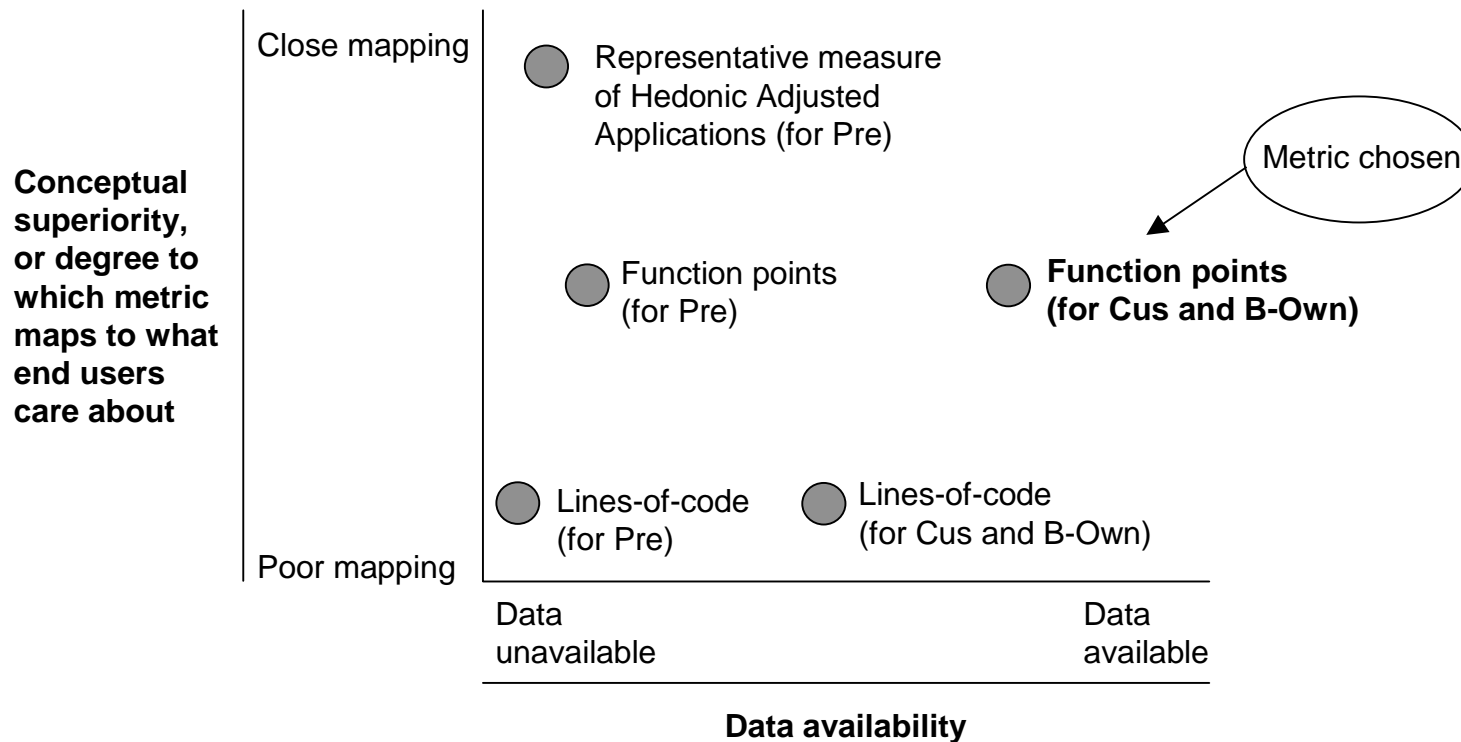 Close mapping
Representative measure
of Hedonic Adjusted
Applications (for Pre)
Metric chosen
Conceptual
superiority,
or degree to
which metric
maps to what
end users
care about
Function points
(for Pre)
Function points
(for Cus and B-Own)
Lines-of-code
(for Pre)
Lines-of-code
(for Cus and B-Own)
Poor mapping
Data
unavailable
Data
available
Data availability